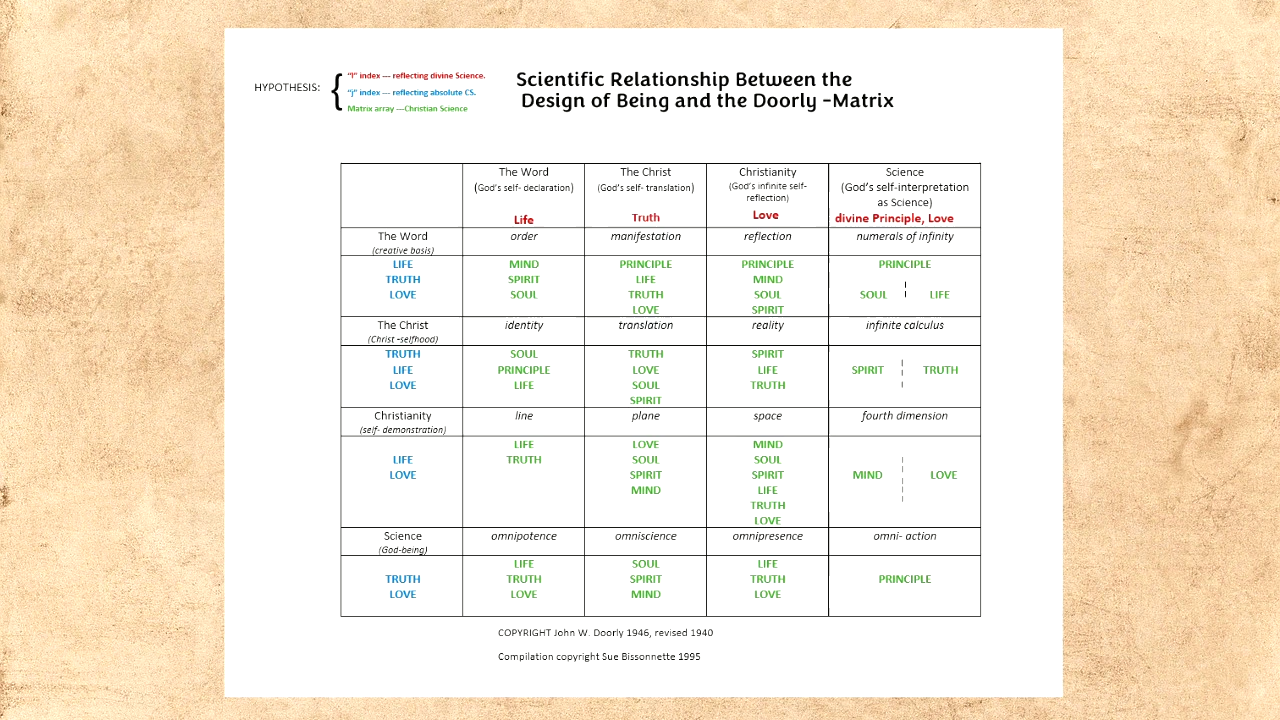 HYPOTHESIS:
"I" index --- reflecting divine Science.
"j" index --- reflecting absolute CS.
Matrix array ---Christian Science
Scientific Relationship Between the
Design of Being and the Doorly -Matrix
The Word The Christ Christianity Science
(God's self- declaration) (God's self- translation) (God's infinite self-reflection) (God's self-interpretation as Science)
Life Truth Love divine Principle, Love
The Word order manifestation reflection numerals of infinity
(creative basis)
LIFE MIND PRINCIPLE PRINCIPLE PRINCIPLE
TRUTH SPIRIT LIFE MIND
LOVE SOUL TRUTH SOUL SOUL LIFE
LOVE SPIRIT
The Christ identity translation reality infinite calculus
(Christ -selfhood)
TRUTH SOUL TRUTH SPIRIT
LIFE PRINCIPLE LOVE LIFE SPIRIT TRUTH
LOVE LIFE SOUL TRUTH
SPIRIT
Christianity line plane space fourth dimension
(self- demonstration)
LIFE LOVE MIND
LIFE TRUTH SOUL SOUL
LOVE SPIRIT SPIRIT MIND LOVE
MIND LIFE
TRUTH
LOVE
Science omnipotence omniscience omnipresence omni- action
(God-being)
LIFE SOUL LIFE
TRUTH TRUTH SPIRIT TRUTH PRINCIPLE
LOVE LOVE MIND LOVE
COPYRIGHT John W. Doorly 1946, revised 1940
Compilation copyright Sue Bissonnette 1995